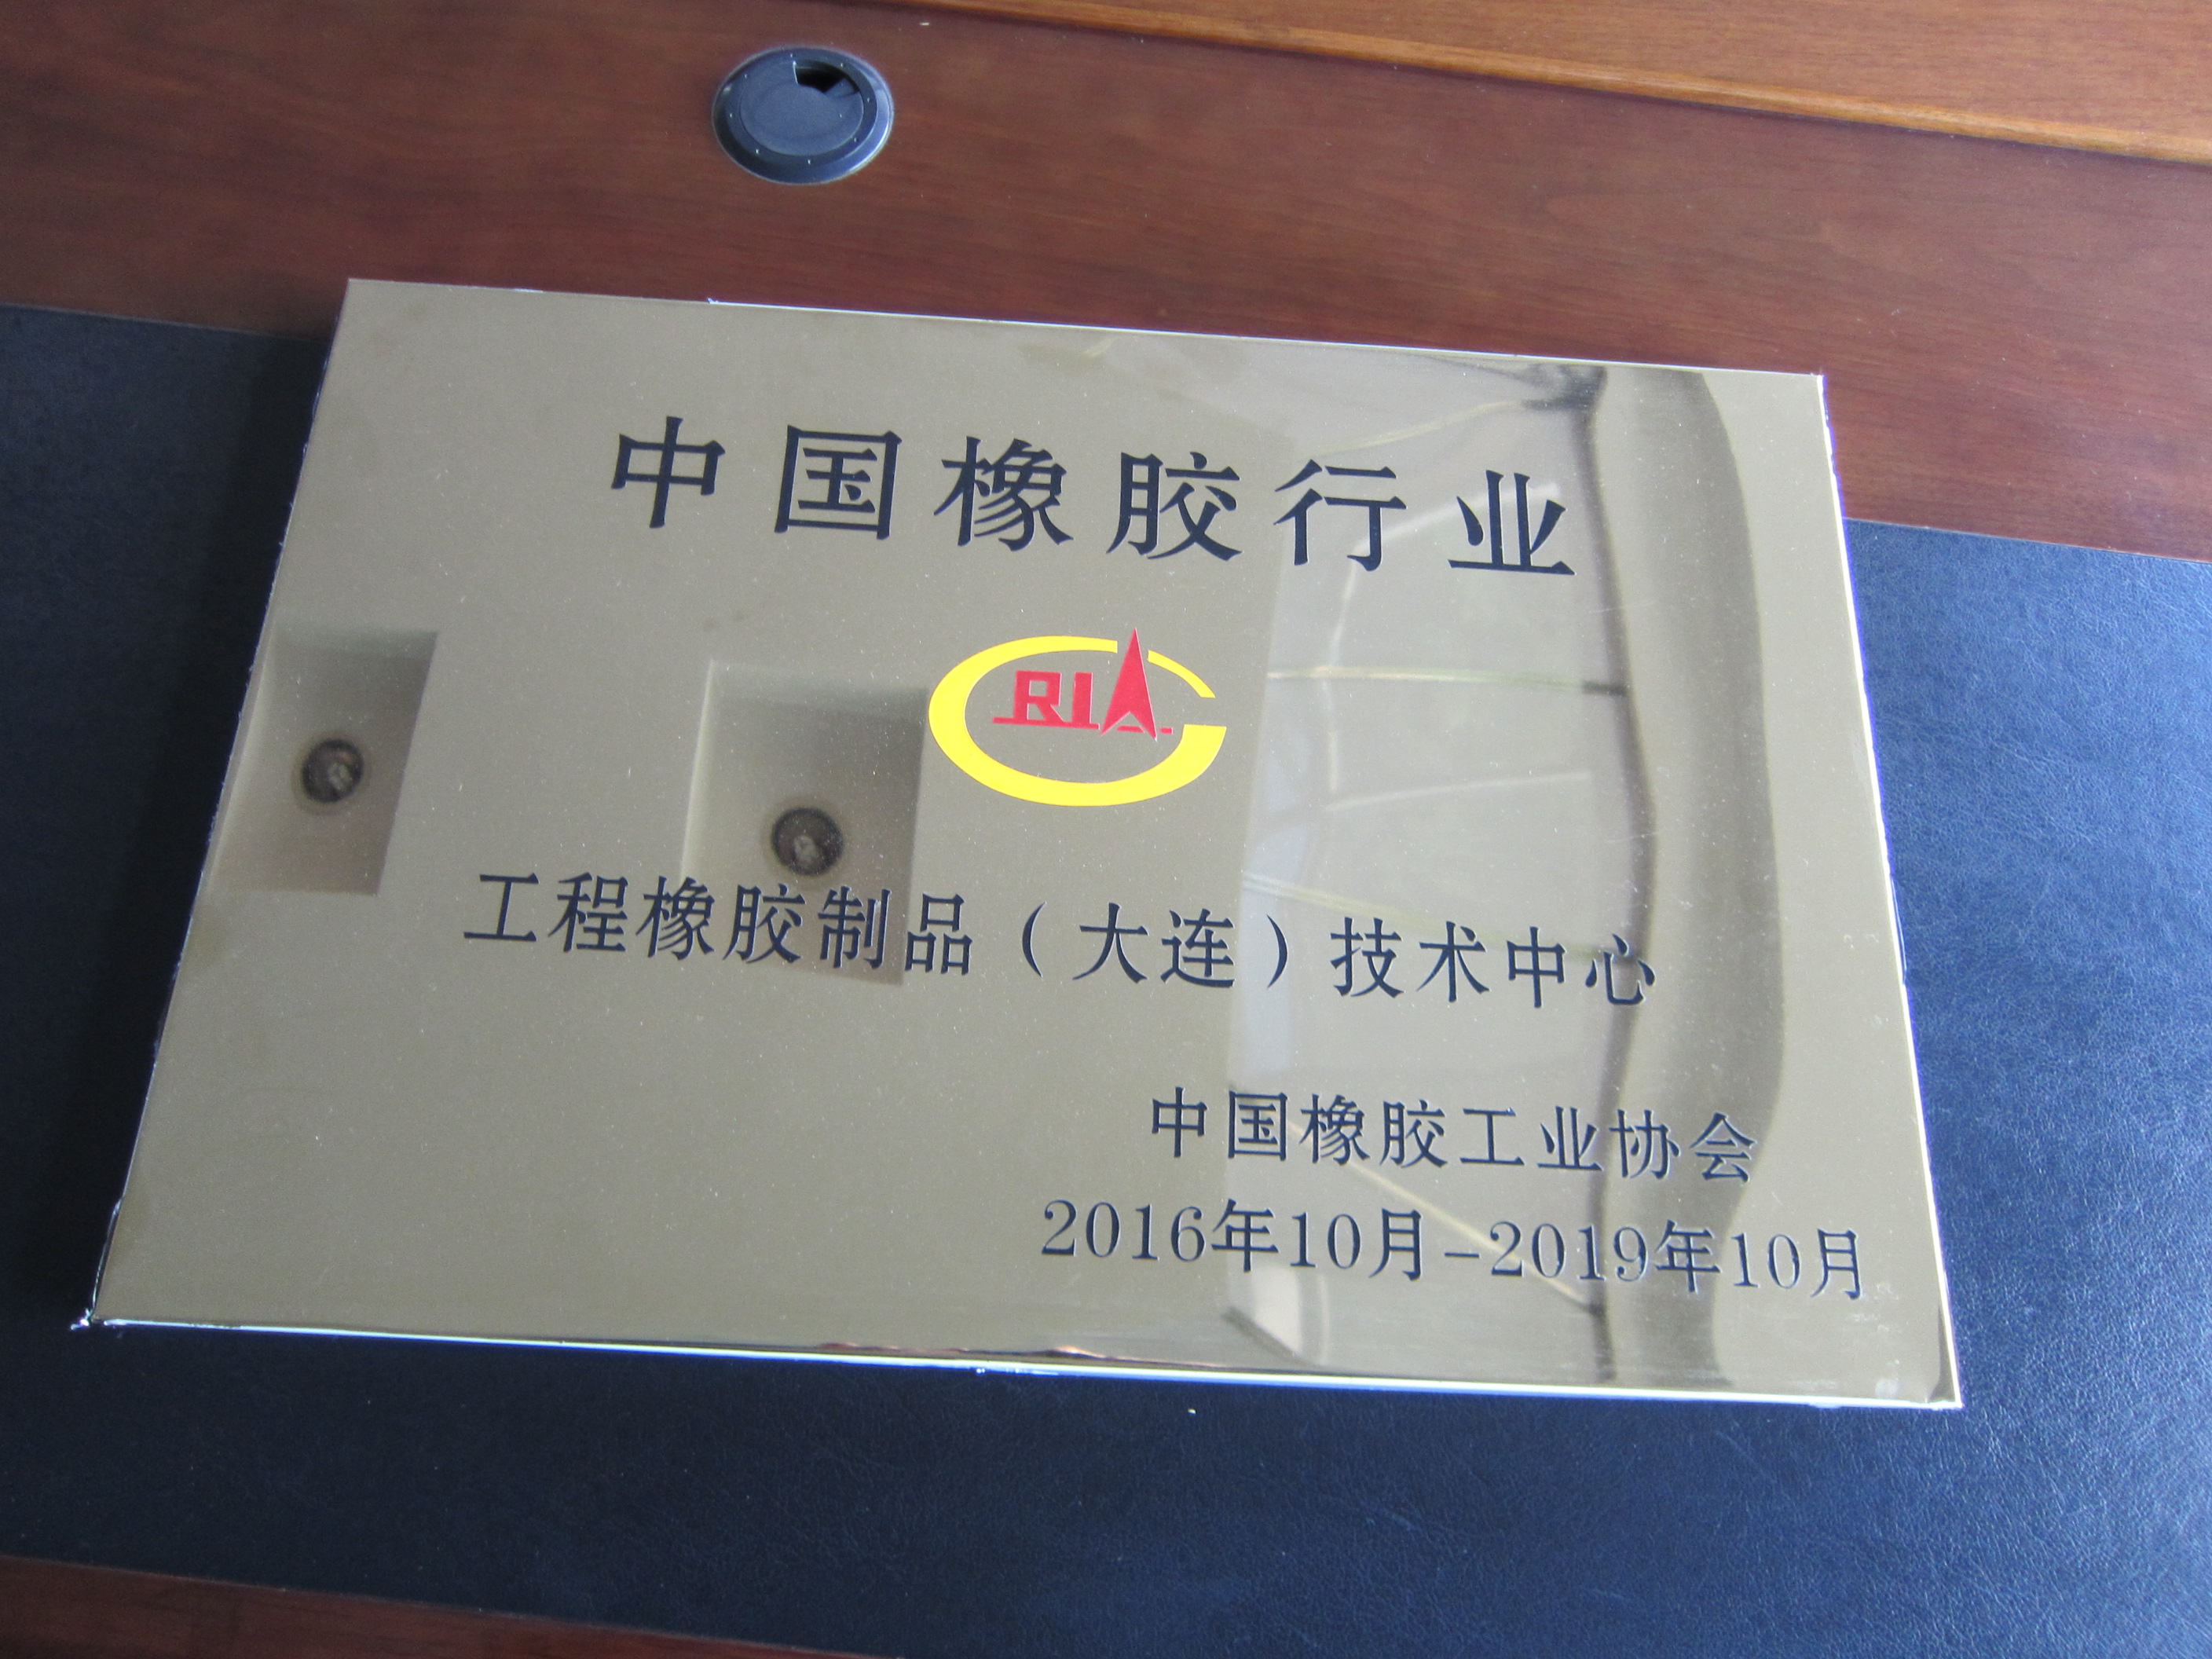 中国橡胶行业
CRIA
工程橡胶制品（大连）技术中心
中国橡胶工业协会
2016年10月-2019年10月